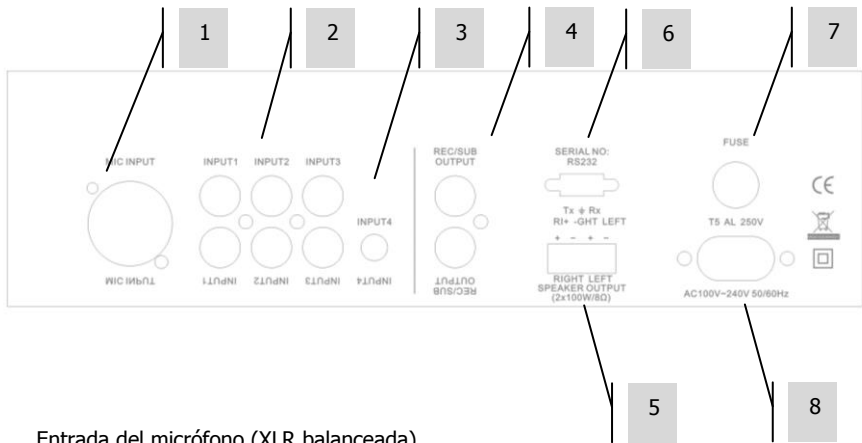 1 2 3 4 6 7
FUSE
MIC INPUT INPUT1 INPUT2 INPUT3
REC/SUB
OUTPUT
SERIAL NO:
RS232
INPUT4
Tx ⏚ Rx
RI+ -GHT LEFT
+ - + -
T5 AL 250V
CE
MIC INPUT INPUT1 INPUT2 INPUT3 INPUT4
REC/SUB
OUTPUT
RIGHT LEFT
SPEAKER OUTPUT
(2x100W/8Ω)
AC100V~240V 50/60Hz
5 8
Entrada del micrófono (XLR balanceada)